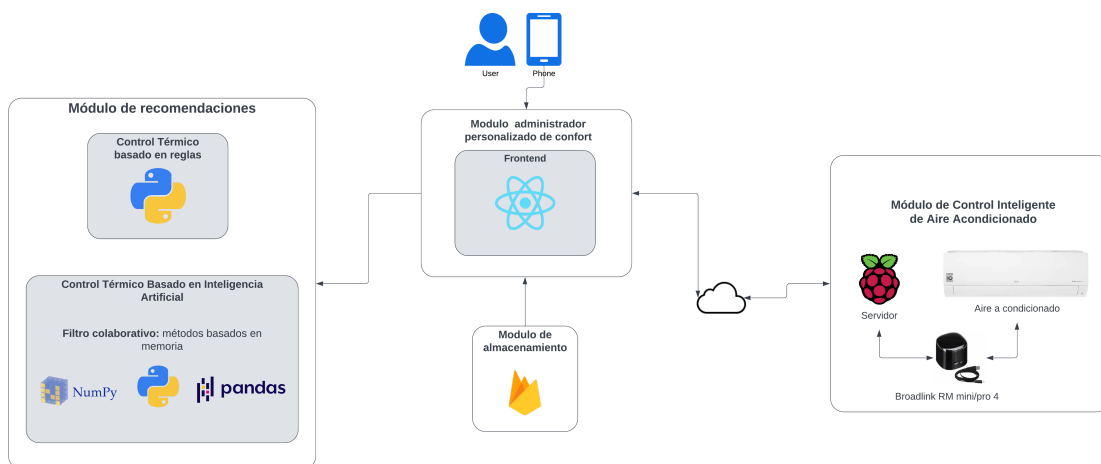 User
Phone
Módulo de recomendaciones
Control Térmico
basado en reglas
Control Térmico Basado en Inteligencia
Artificial
Filtro colaborativo: métodos basados en
memoria
NumPy
pandas
Modulo administrador
personalizado de confort
Frontend
Modulo de
almacenamiento
Módulo de Control Inteligente
de Aire Acondicionado
Servidor
Aire a condicionado
Broadlink RM mini/pro 4